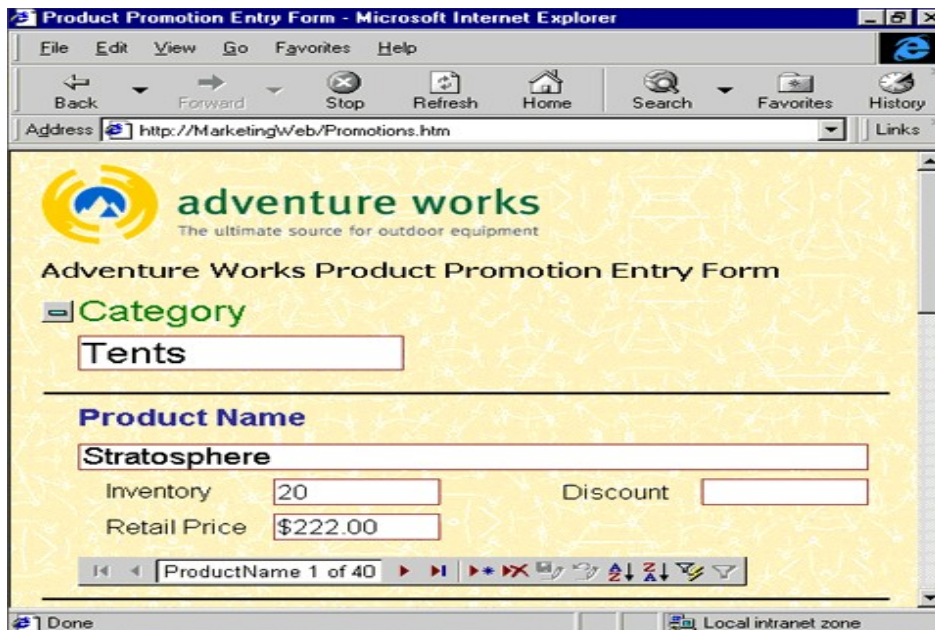 Product Promotion Entry Form - Microsoft Internet Explorer
File Edit View Go Favorites Help
Back Forward Stop Refresh Home Search Favorites History
Address http://MarketingWeb/Promotions.htm Links
adventure works
The ultimate source for outdoor equipment
Adventure Works Product Promotion Entry Form
Category
Tents
Product Name
Stratosphere
Inventory 20 Discount
Retail Price $222.00
ProductName 1 of 40
Done Local intranet zone